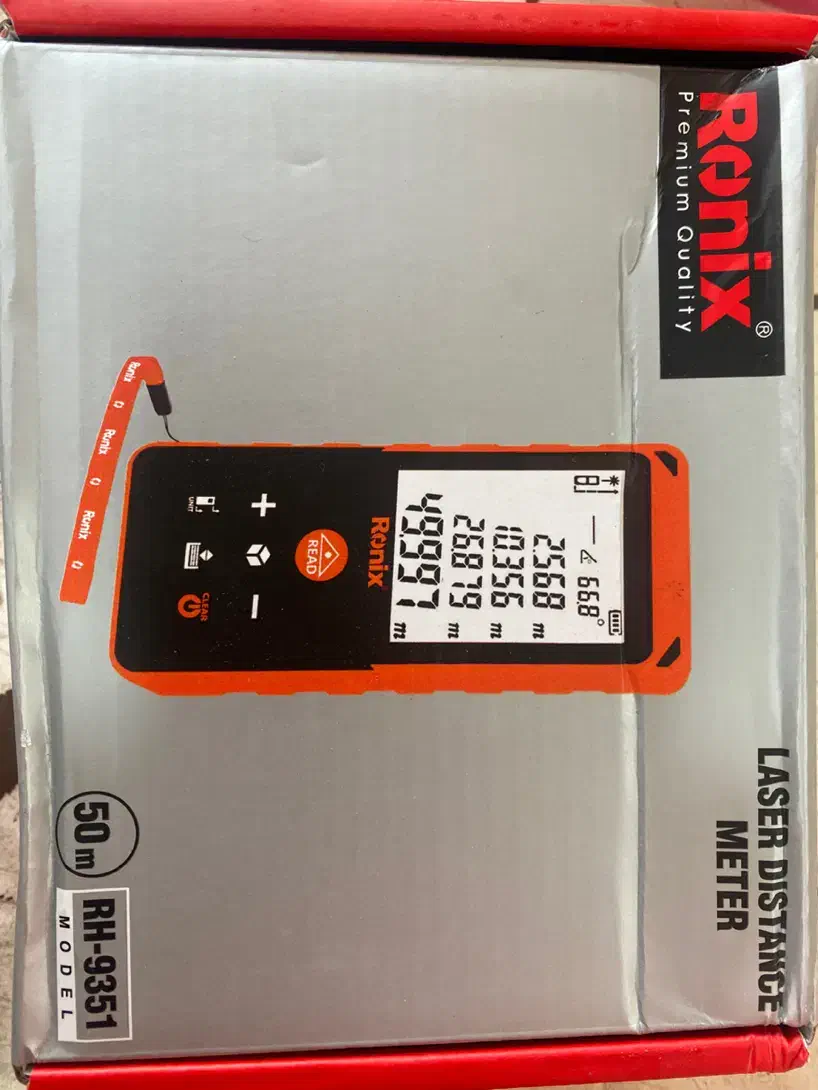 Ronix®
Premium Quality
LASER DISTANCE
METER
66.8°
2.568 m
10.356 m
26.879 m
49.997 m
Ronix
READ
UNIT
CLEAR
Ronix
Ronix
Ronix
50m
RH-9351
MODEL